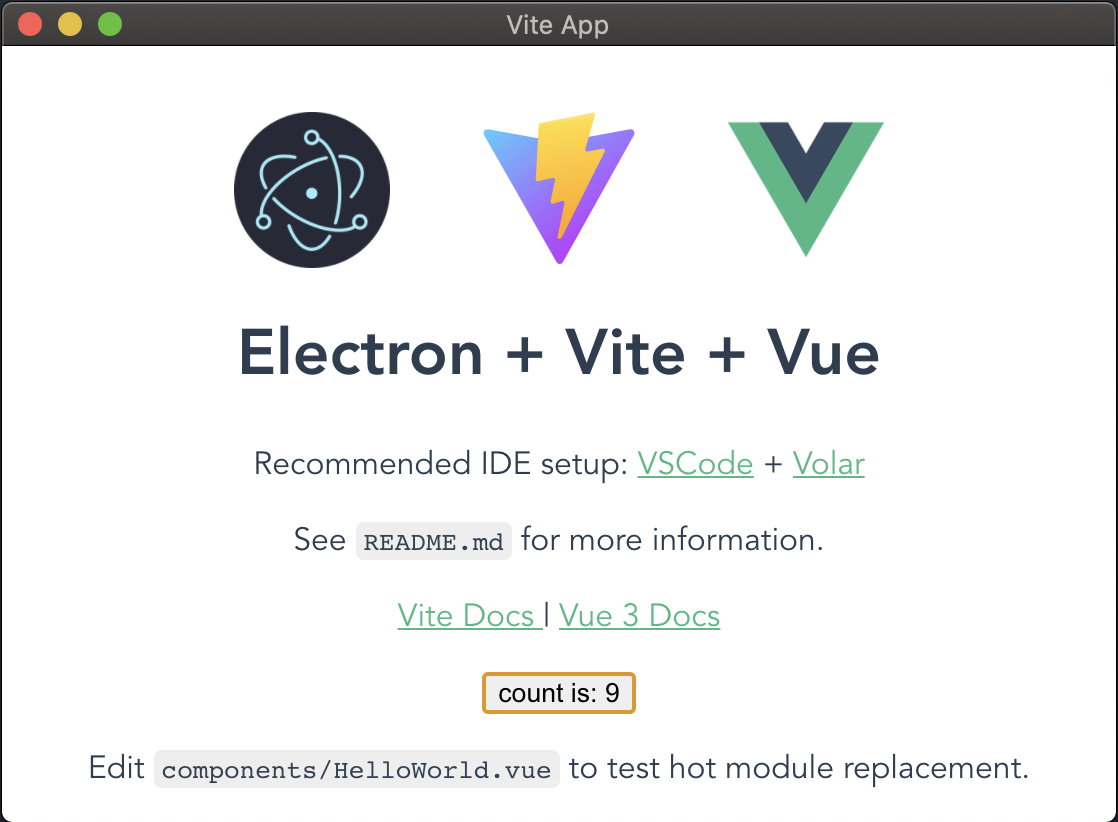 Vite App
Electron + Vite + Vue
Recommended IDE setup: VSCode + Volar
See README.md for more information.
Vite Docs | Vue 3 Docs
count is: 9
Edit components/HelloWorld.vue to test hot module replacement.